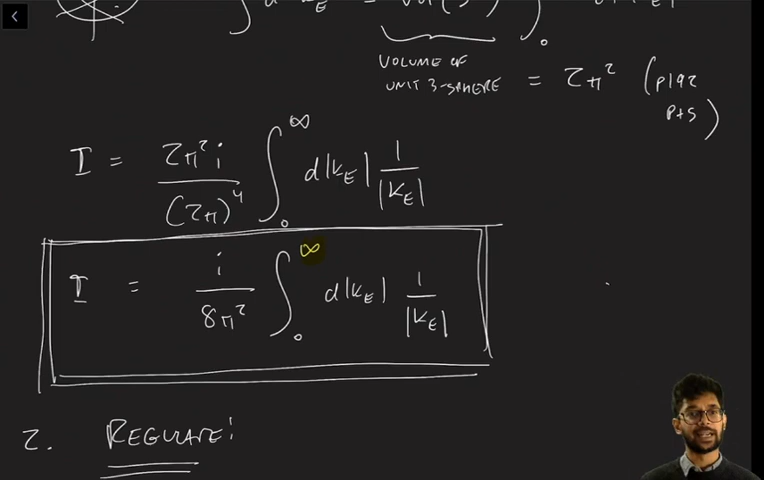 VOLUME OF
UNIT 3-SPHERE = 2π² (p192
P+S)
I = 2π²i / (2π)⁴ ∫₀^∞ d|k_E| 1/|k_E|
I = i / 8π² ∫₀^∞ d|k_E| 1/|k_E|
2. REGULATE!